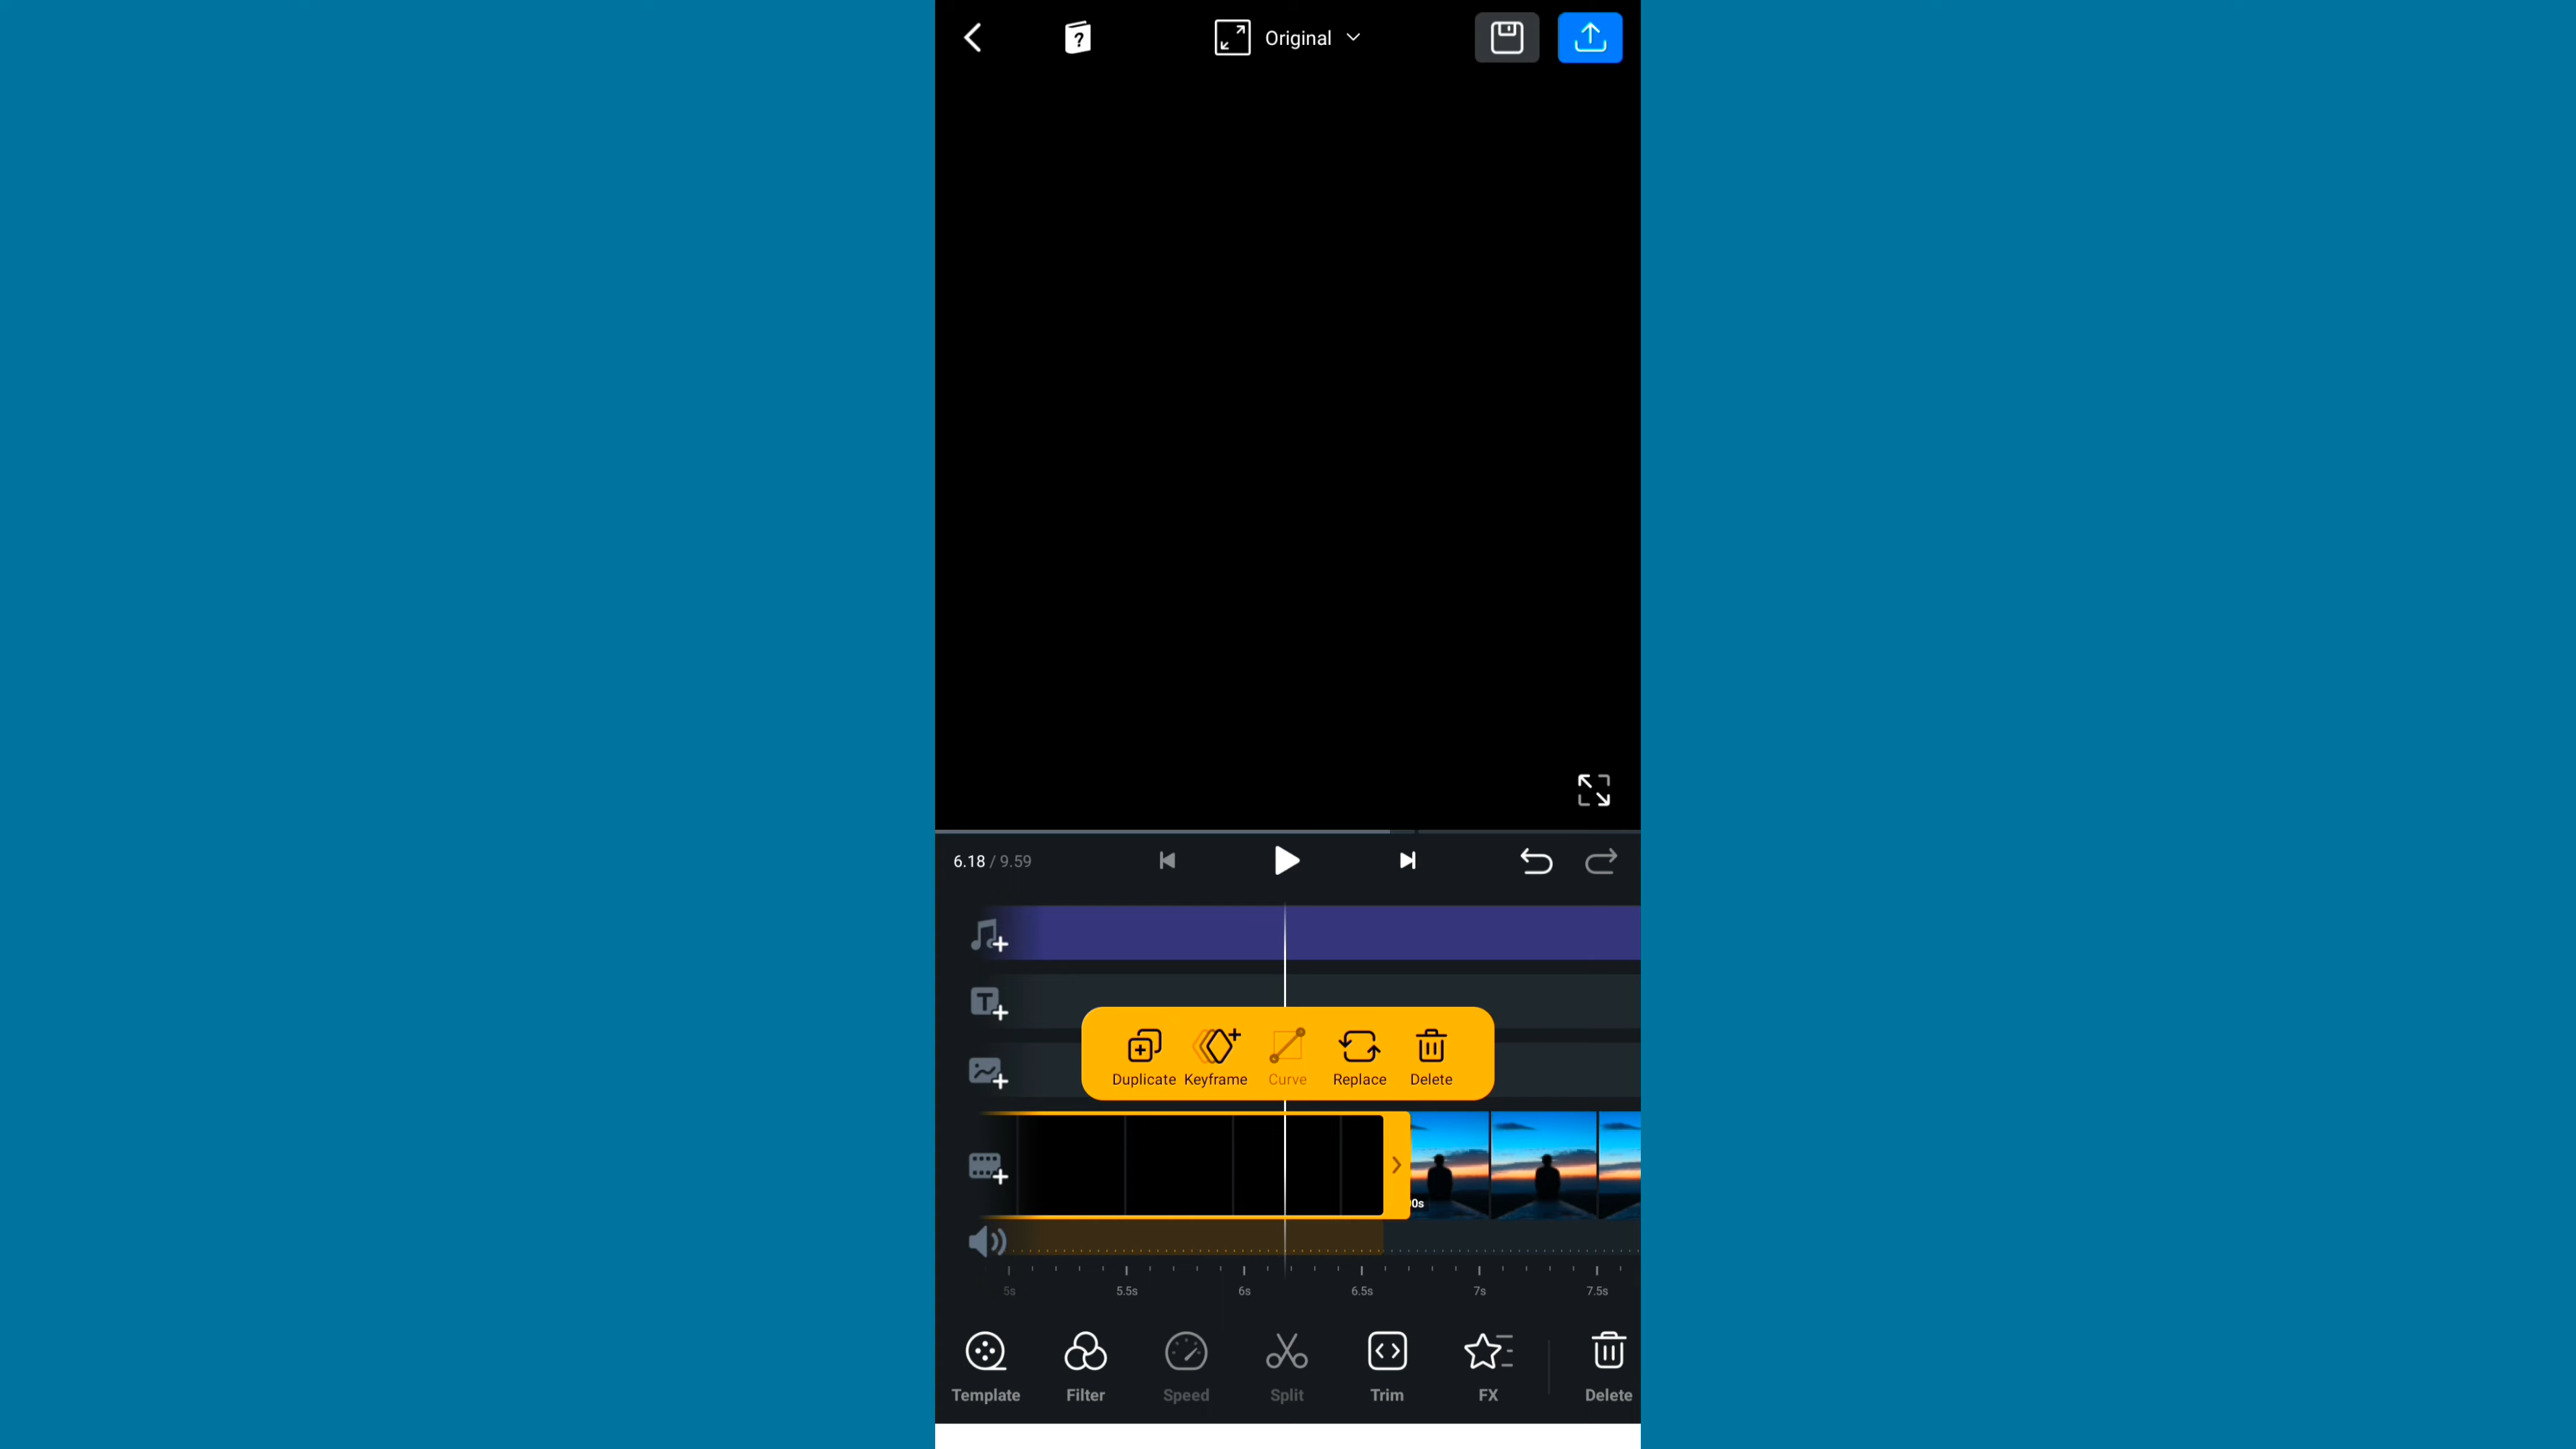 Original
6.18 / 9.59
Duplicate Keyframe Curve Replace Delete
0s
5s 5.5s 6s 6.5s 7s 7.5s
Template Filter Speed Split Trim FX Delete